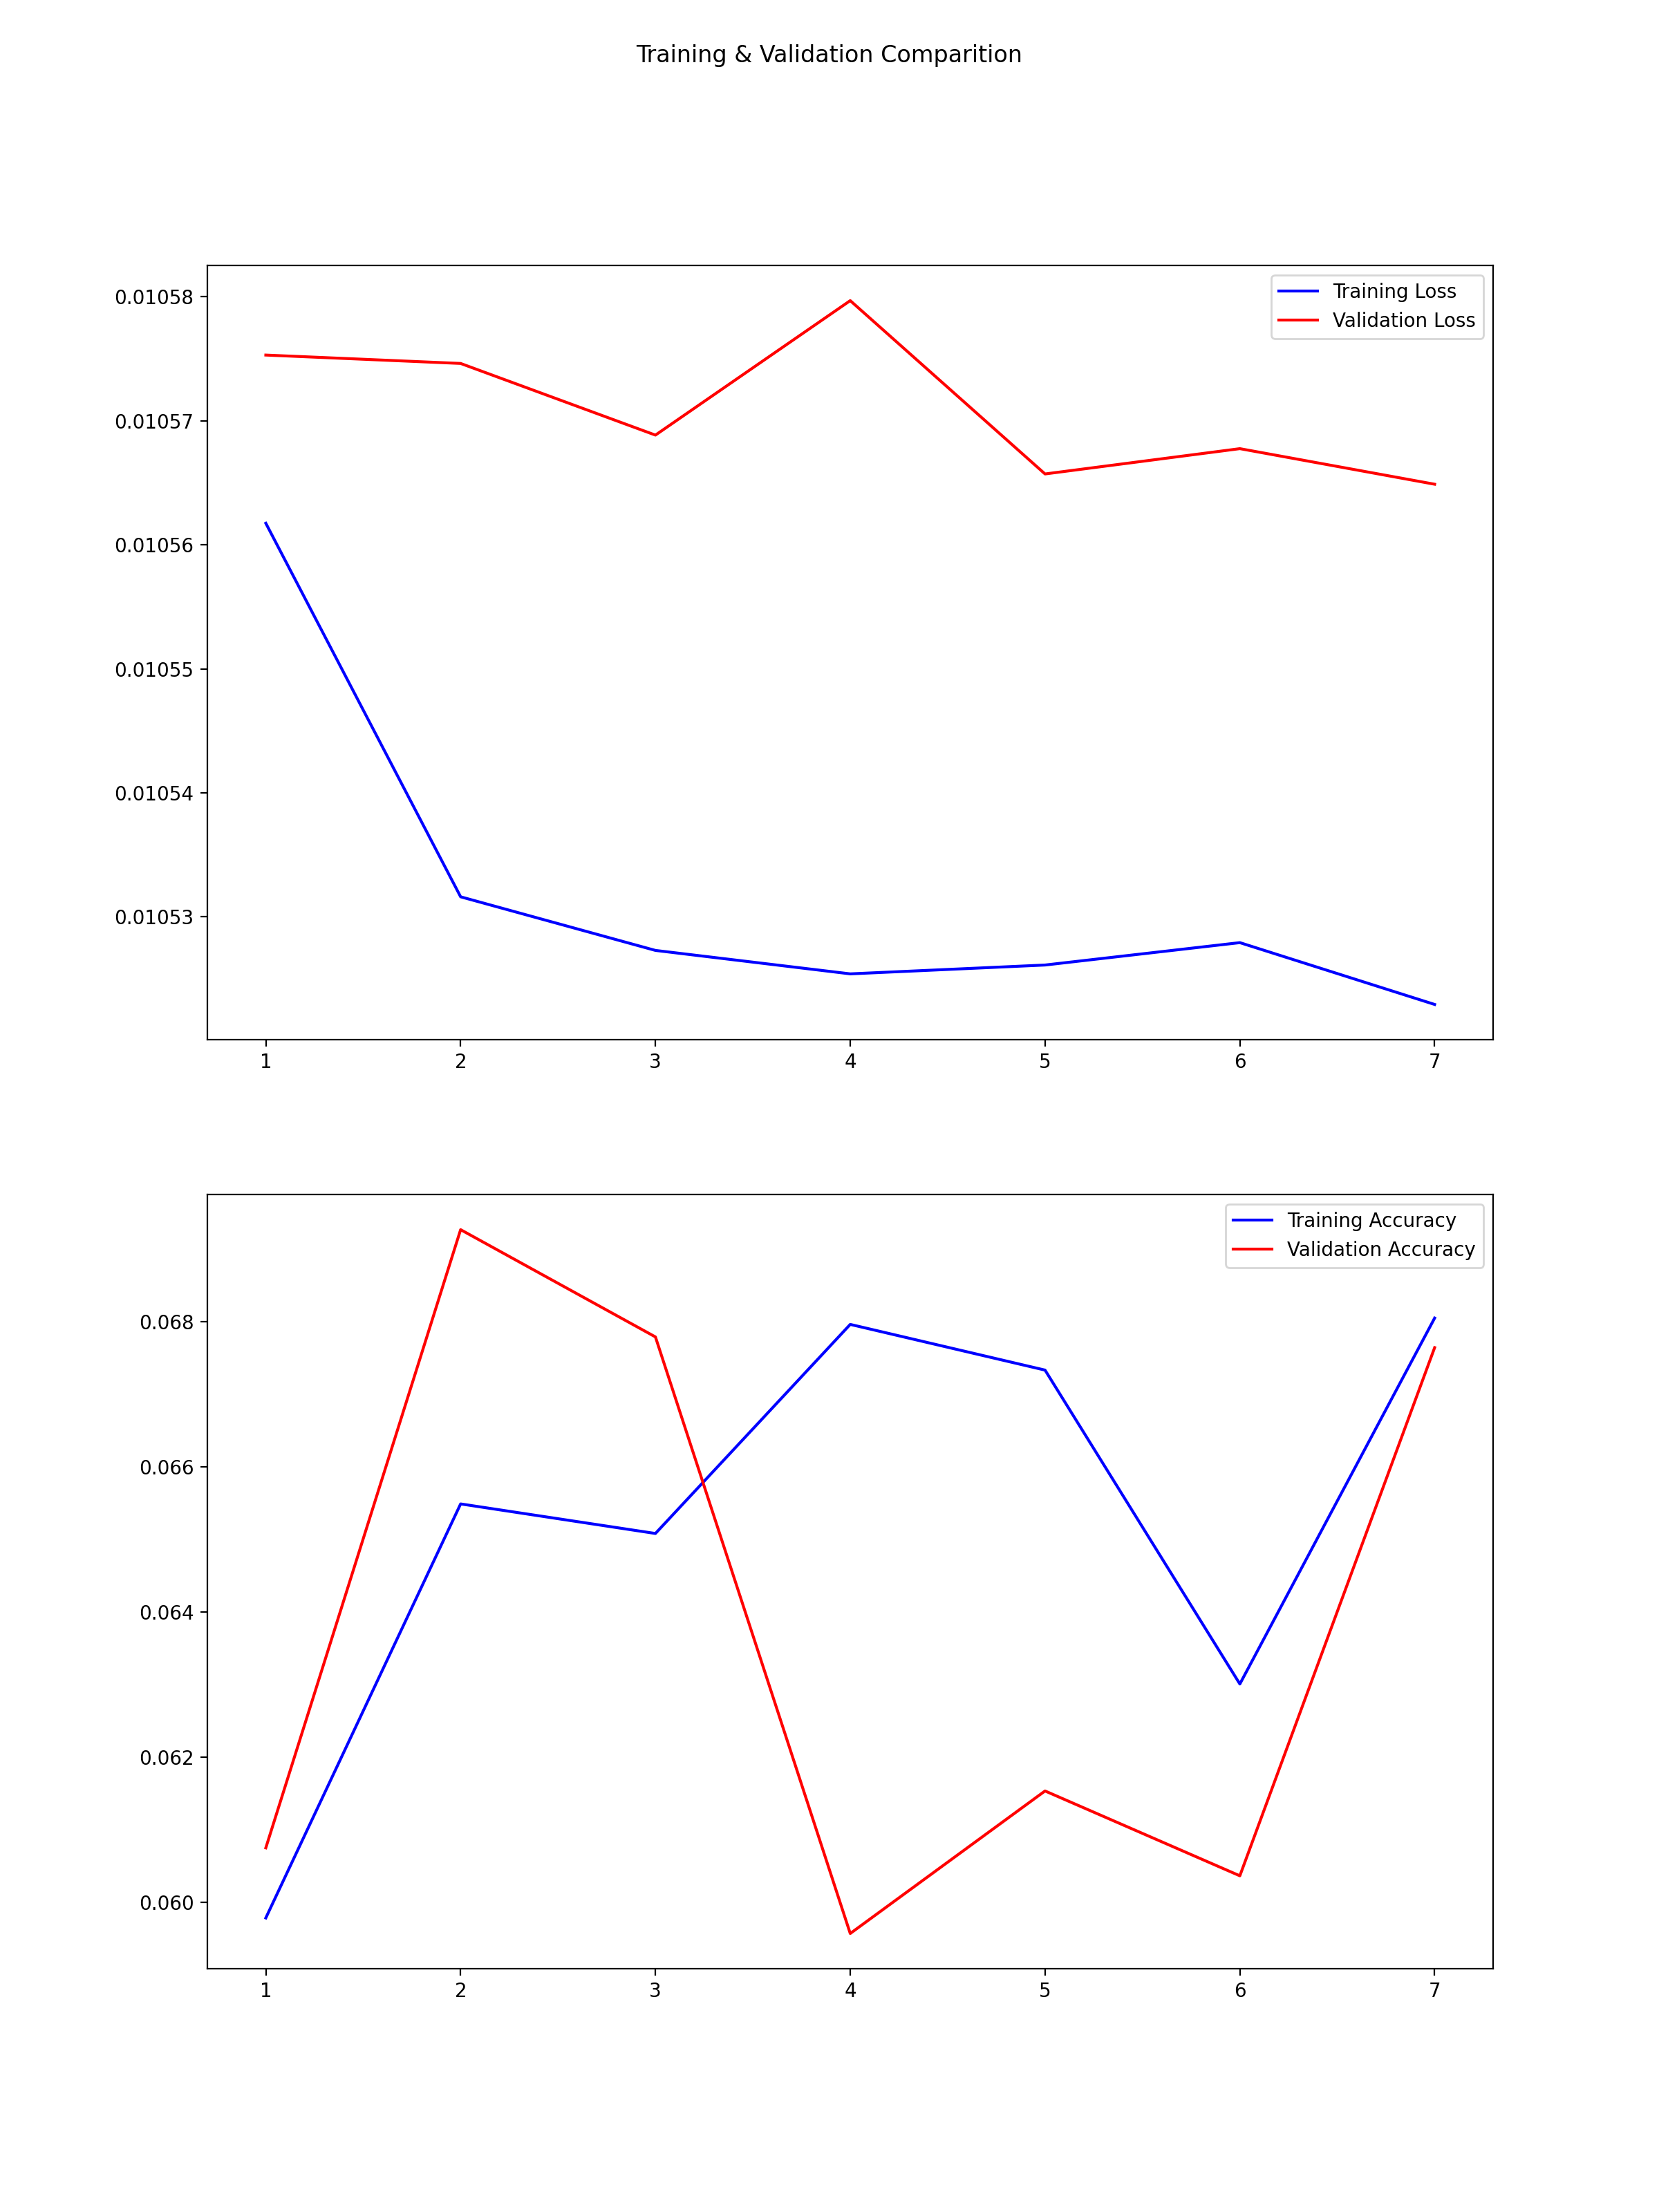 Training & Validation Comparition
Training Loss
Validation Loss
0.01058
0.01057
0.01056
0.01055
0.01054
0.01053
1 2 3 4 5 6 7
Training Accuracy
Validation Accuracy
0.068
0.066
0.064
0.062
0.060
1 2 3 4 5 6 7